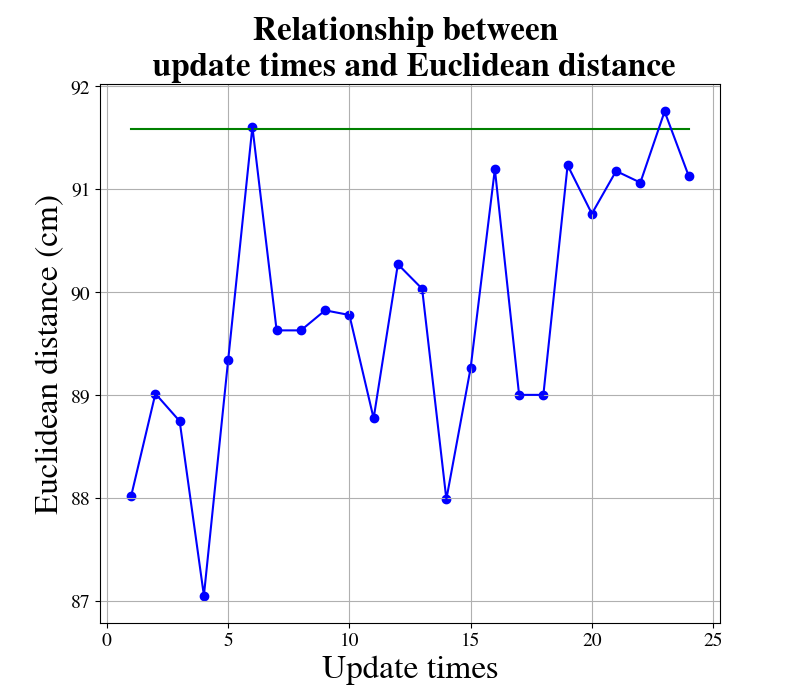 Relationship between
update times and Euclidean distance
Euclidean distance (cm)
92
91
90
89
88
87
0 5 10 15 20 25
Update times